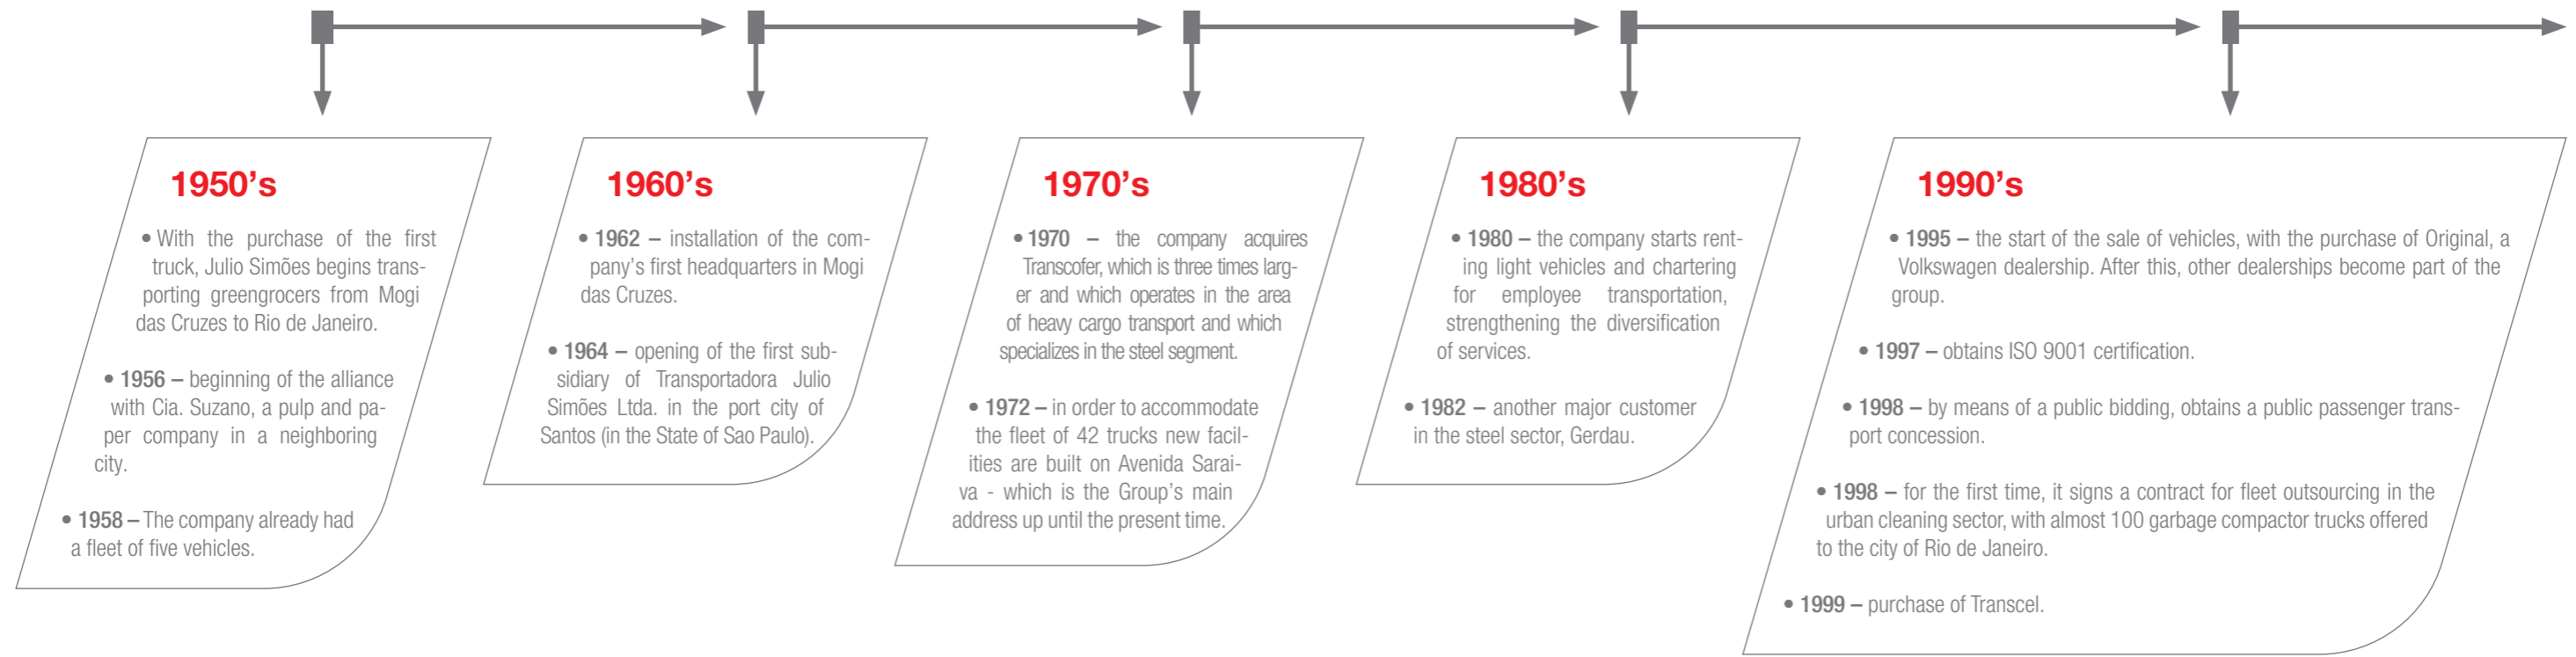 1950's
• With the purchase of the first
truck, Julio Simões begins trans-
porting greengrocers from Mogi
das Cruzes to Rio de Janeiro.
• 1956 – beginning of the alliance
with Cia. Suzano, a pulp and pa-
per company in a neighboring
city.
• 1958 – The company already had
a fleet of five vehicles.
1960's
• 1962 – installation of the com-
pany's first headquarters in Mogi
das Cruzes.
• 1964 – opening of the first sub-
sidiary of Transportadora Julio
Simões Ltda. in the port city of
Santos (in the State of Sao Paulo).
1970's
• 1970 – the company acquires
Transcofer, which is three times larg-
er and which operates in the area
of heavy cargo transport and which
specializes in the steel segment.
• 1972 – in order to accommodate
the fleet of 42 trucks new facil-
ities are built on Avenida Sarai-
va - which is the Group's main
address up until the present time.
1980's
• 1980 – the company starts rent-
ing light vehicles and chartering
for employee transportation,
strengthening the diversification
of services.
• 1982 – another major customer
in the steel sector, Gerdau.
1990's
• 1995 – the start of the sale of vehicles, with the purchase of Original, a
Volkswagen dealership. After this, other dealerships become part of the
group.
• 1997 – obtains ISO 9001 certification.
• 1998 – by means of a public bidding, obtains a public passenger trans-
port concession.
• 1998 – for the first time, it signs a contract for fleet outsourcing in the
urban cleaning sector, with almost 100 garbage compactor trucks offered
to the city of Rio de Janeiro.
• 1999 – purchase of Transcel.